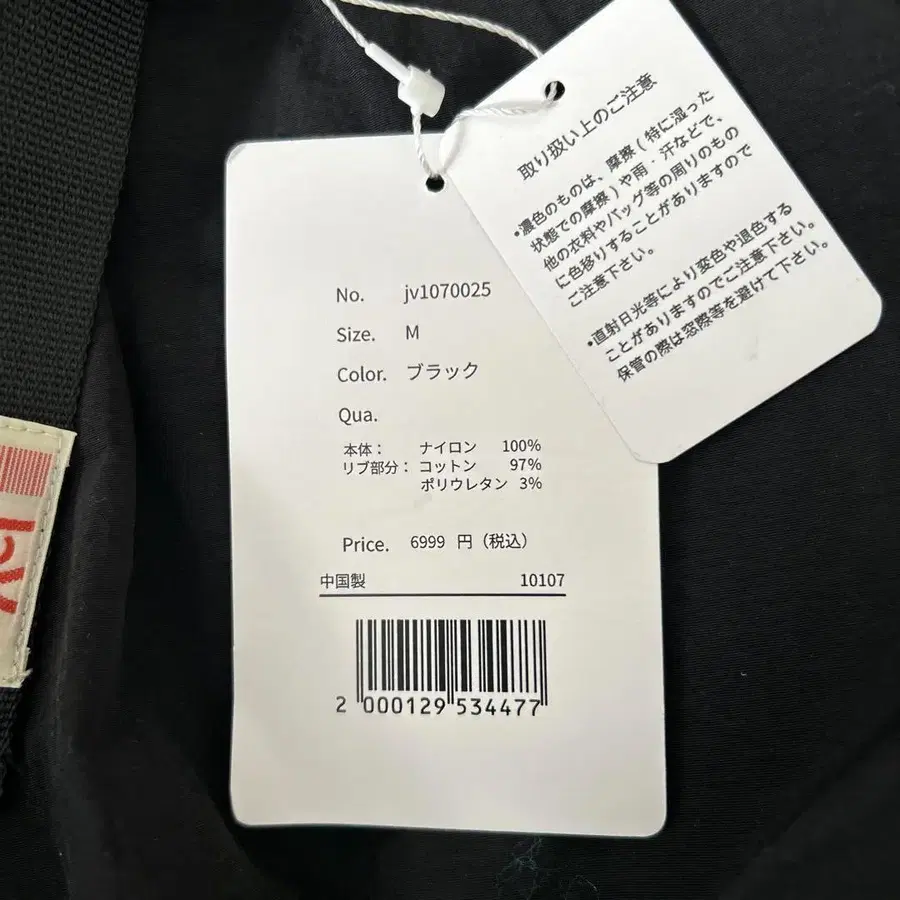 No. jv1070025
Size. M
Color. ブラック
Qua.
本体： ナイロン 100%
リブ部分： コットン 97%
ポリウレタン 3%
Price. 6999 円（税込）
中国製 10107
2 000129 534477
取り扱い上のご注意
•濃色のものは、摩擦(特に湿った
状態での摩擦)や雨・汗などで、
他の衣料やバッグ等の周りのもの
に色移りすることがありますので
ご注意下さい。
•直射日光等により変色や退色する
ことがありますのでご注意下さい。
保管の際は窓際等を避けて下さい。